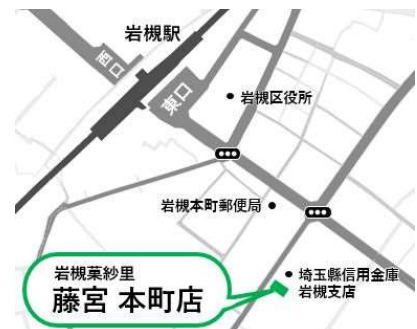 岩槻駅
西口
東口
岩槻区役所
岩槻本町郵便局
埼玉縣信用金庫
岩槻支店
岩槻菓紗里
藤宮 本町店